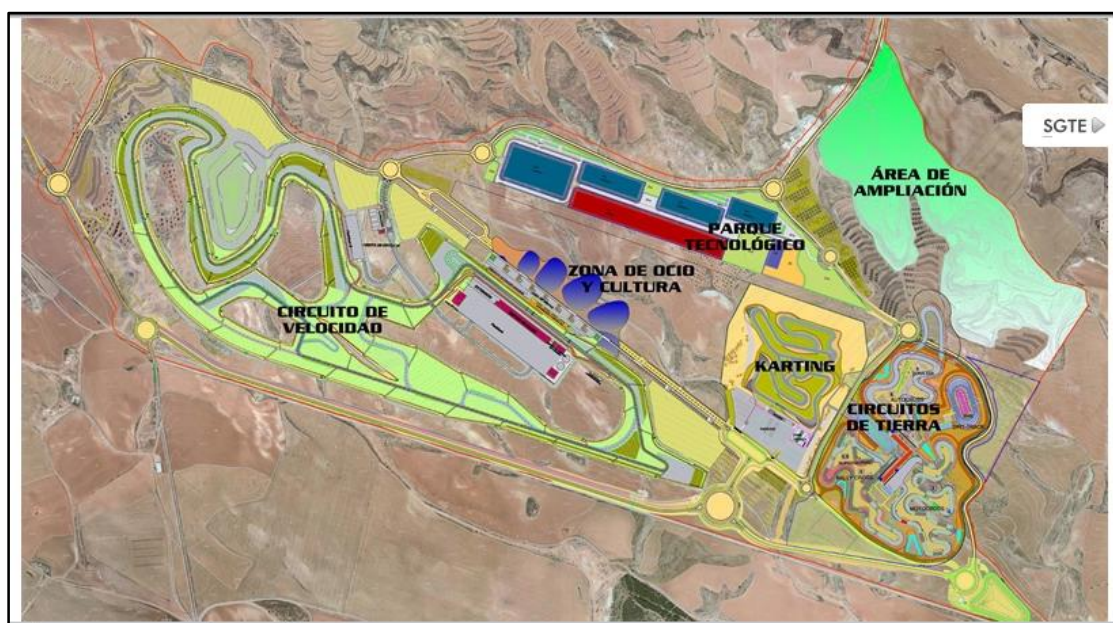 SGTE
ÁREA DE
AMPLIACIÓN
PARQUE
TECNOLÓGICO
ZONA DE OCIO
Y CULTURA
CIRCUITO DE
VELOCIDAD
KARTING
CIRCUITOS
DE TIERRA